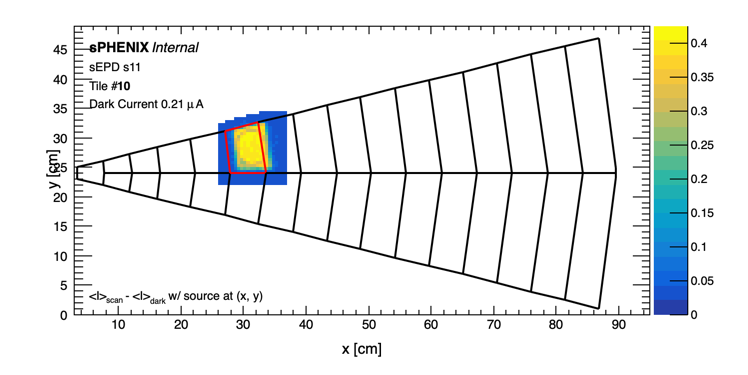 sPHENIX Internal
sEPD s11
Tile #10
Dark Current 0.21 μ A
<I>scan - <I>dark w/ source at (x, y)
y [cm]
45
40
35
30
25
20
15
10
5
0
10 20 30 40 50 60 70 80 90
x [cm]
0.4
0.35
0.3
0.25
0.2
0.15
0.1
0.05
0